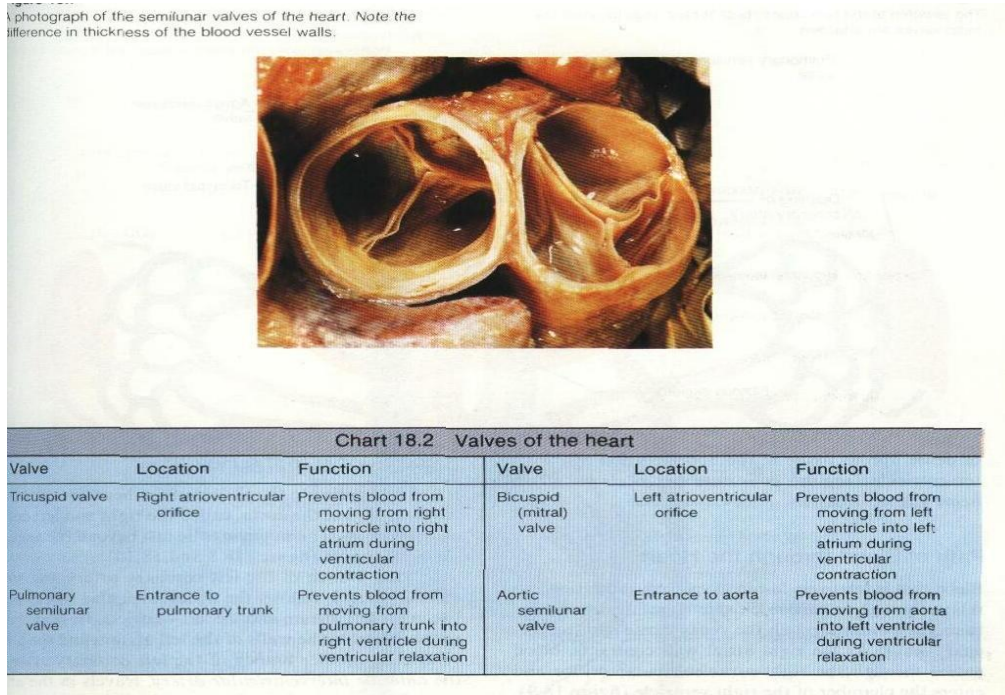 A photograph of the semilunar valves of the heart. Note the
difference in thickness of the blood vessel walls.
Chart 18.2 Valves of the heart
Valve Location Function Valve Location Function
Tricuspid valve Right atrioventricular Prevents blood from Bicuspid Left atrioventricular Prevents blood from
orifice moving from right (mitral) orifice moving from left
ventricle into right valve ventricle into left
atrium during atrium during
ventricular ventricular
contraction contraction
Pulmonary Entrance to Prevents blood from Aortic Entrance to aorta Prevents blood from
semilunar pulmonary trunk moving from semilunar moving from aorta
valve pulmonary trunk into valve into left ventricle
right ventricle during during ventricular
ventricular relaxation relaxation